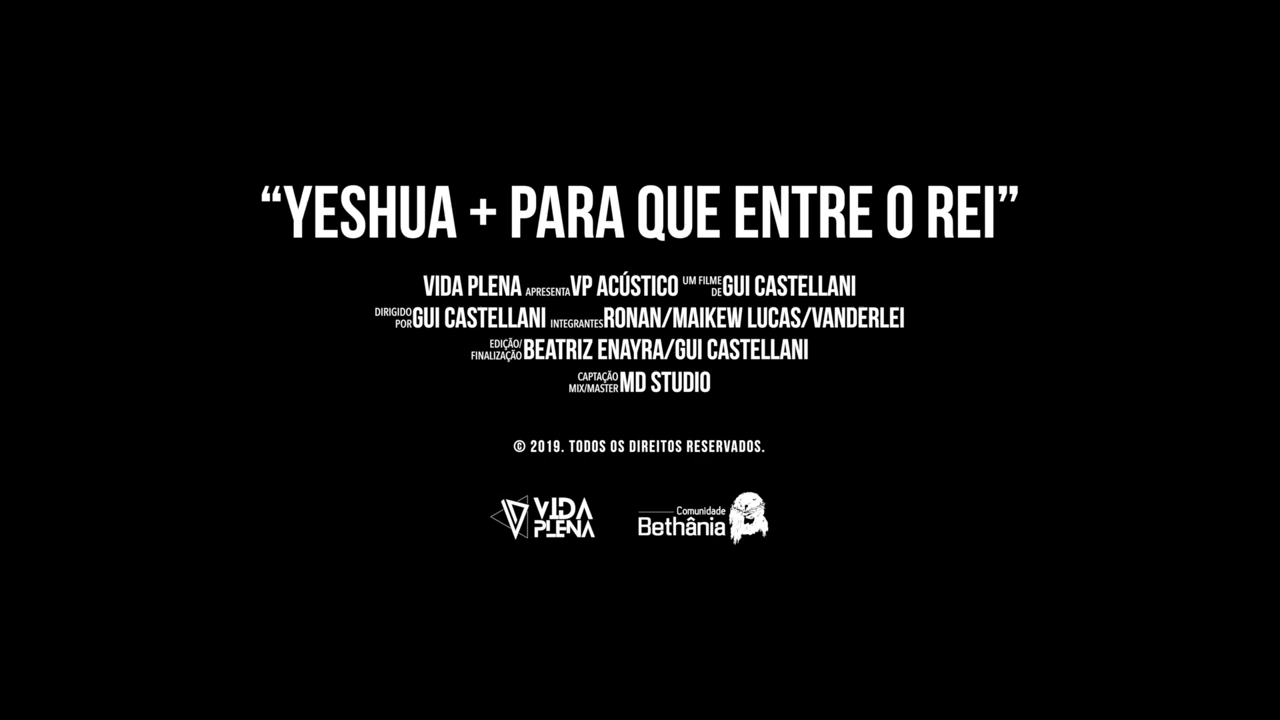 “YESHUA + PARA QUE ENTRE O REI”
VIDA PLENA APRESENTA VP ACÚSTICO UM FILME DE GUI CASTELLANI
DIRIGIDO POR GUI CASTELLANI INTEGRANTES RONAN/MAIKEW LUCAS/VANDERLEI
EDIÇÃO/FINALIZAÇÃO BEATRIZ ENAYRA/GUI CASTELLANI
CAPTAÇÃO MIX/MASTER MD STUDIO
© 2019. TODOS OS DIREITOS RESERVADOS.
VIDA PLENA
Comunidade Bethânia